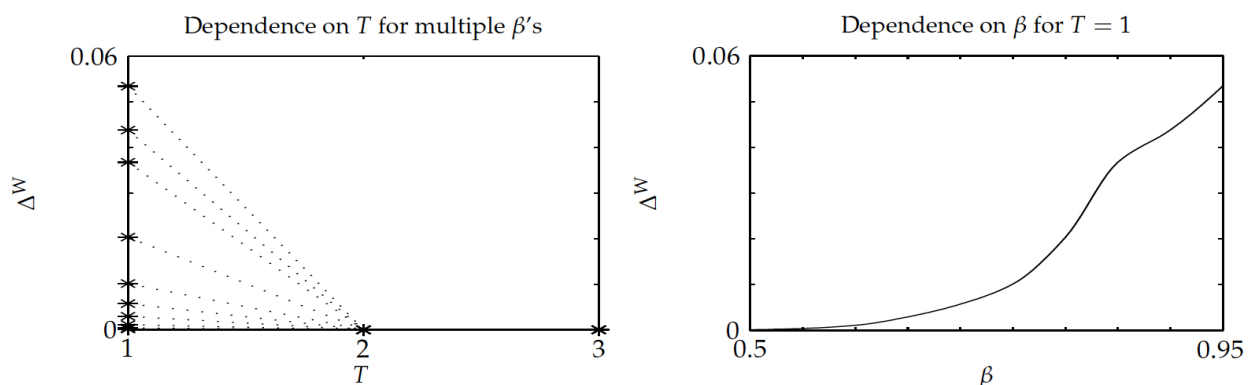 Dependence on T for multiple β's
0.06
Δ^W
0
1
2
3
T
Dependence on β for T = 1
0.06
Δ^W
0
0.5
0.95
β